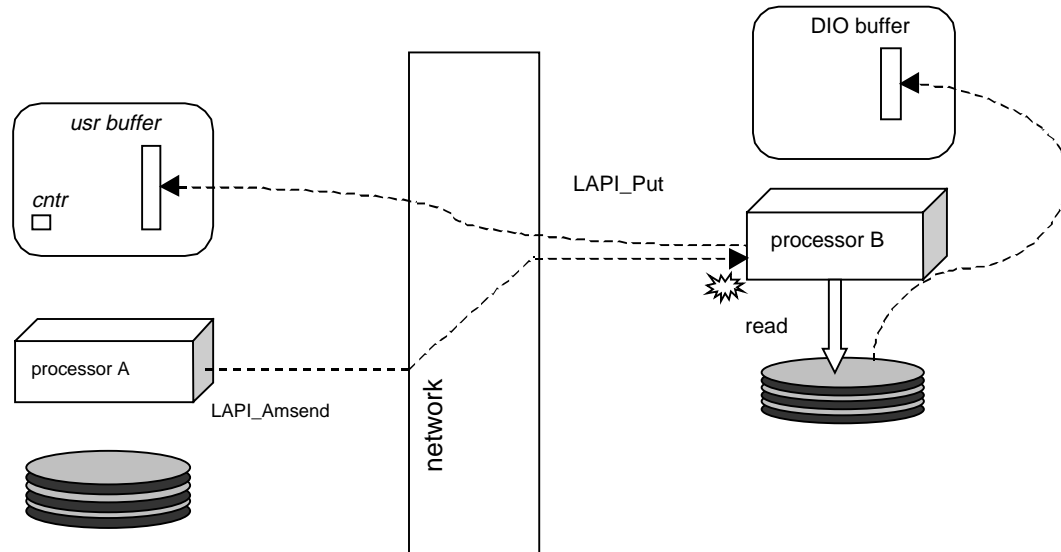 DIO buffer
usr buffer
cntr
LAPI_Put
processor B
read
processor A
LAPI_Amsend
network